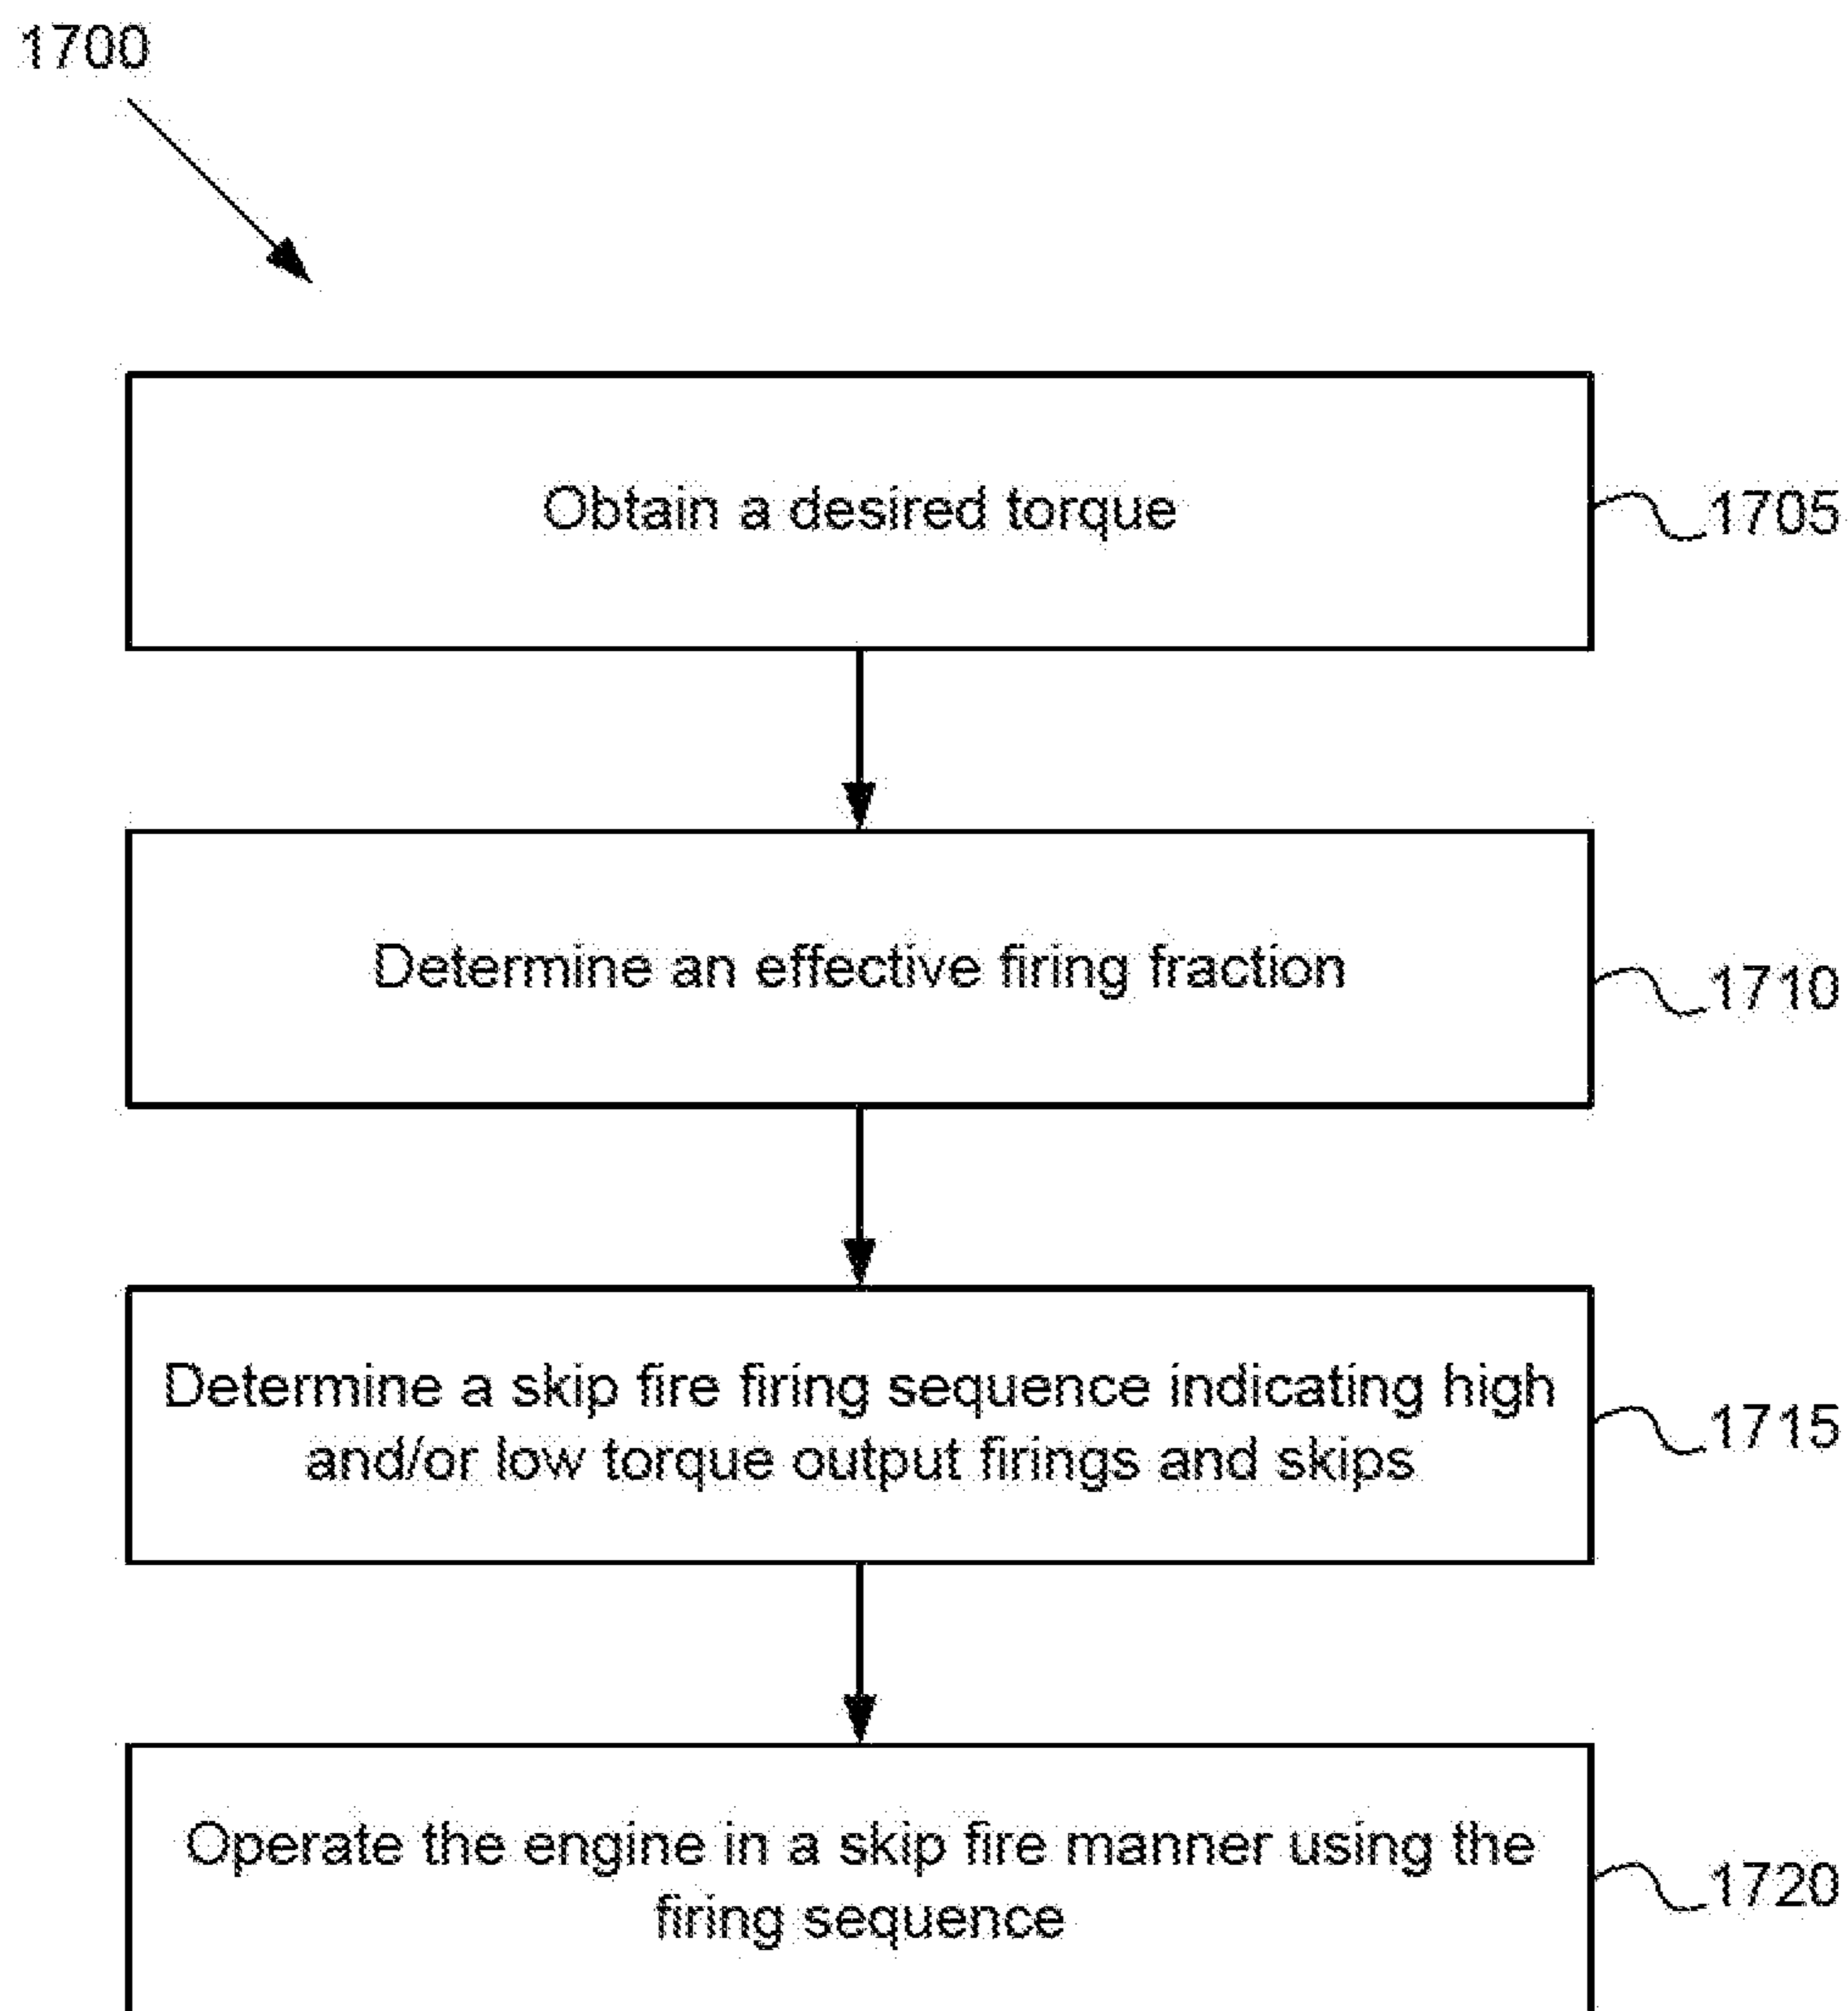 1700
Obtain a desired torque
1705
Determine an effective firing fraction
1710
Determine a skip fire firing sequence indicating high
and/or low torque output firings and skips
1715
Operate the engine in a skip fire manner using the
firing sequence
1720